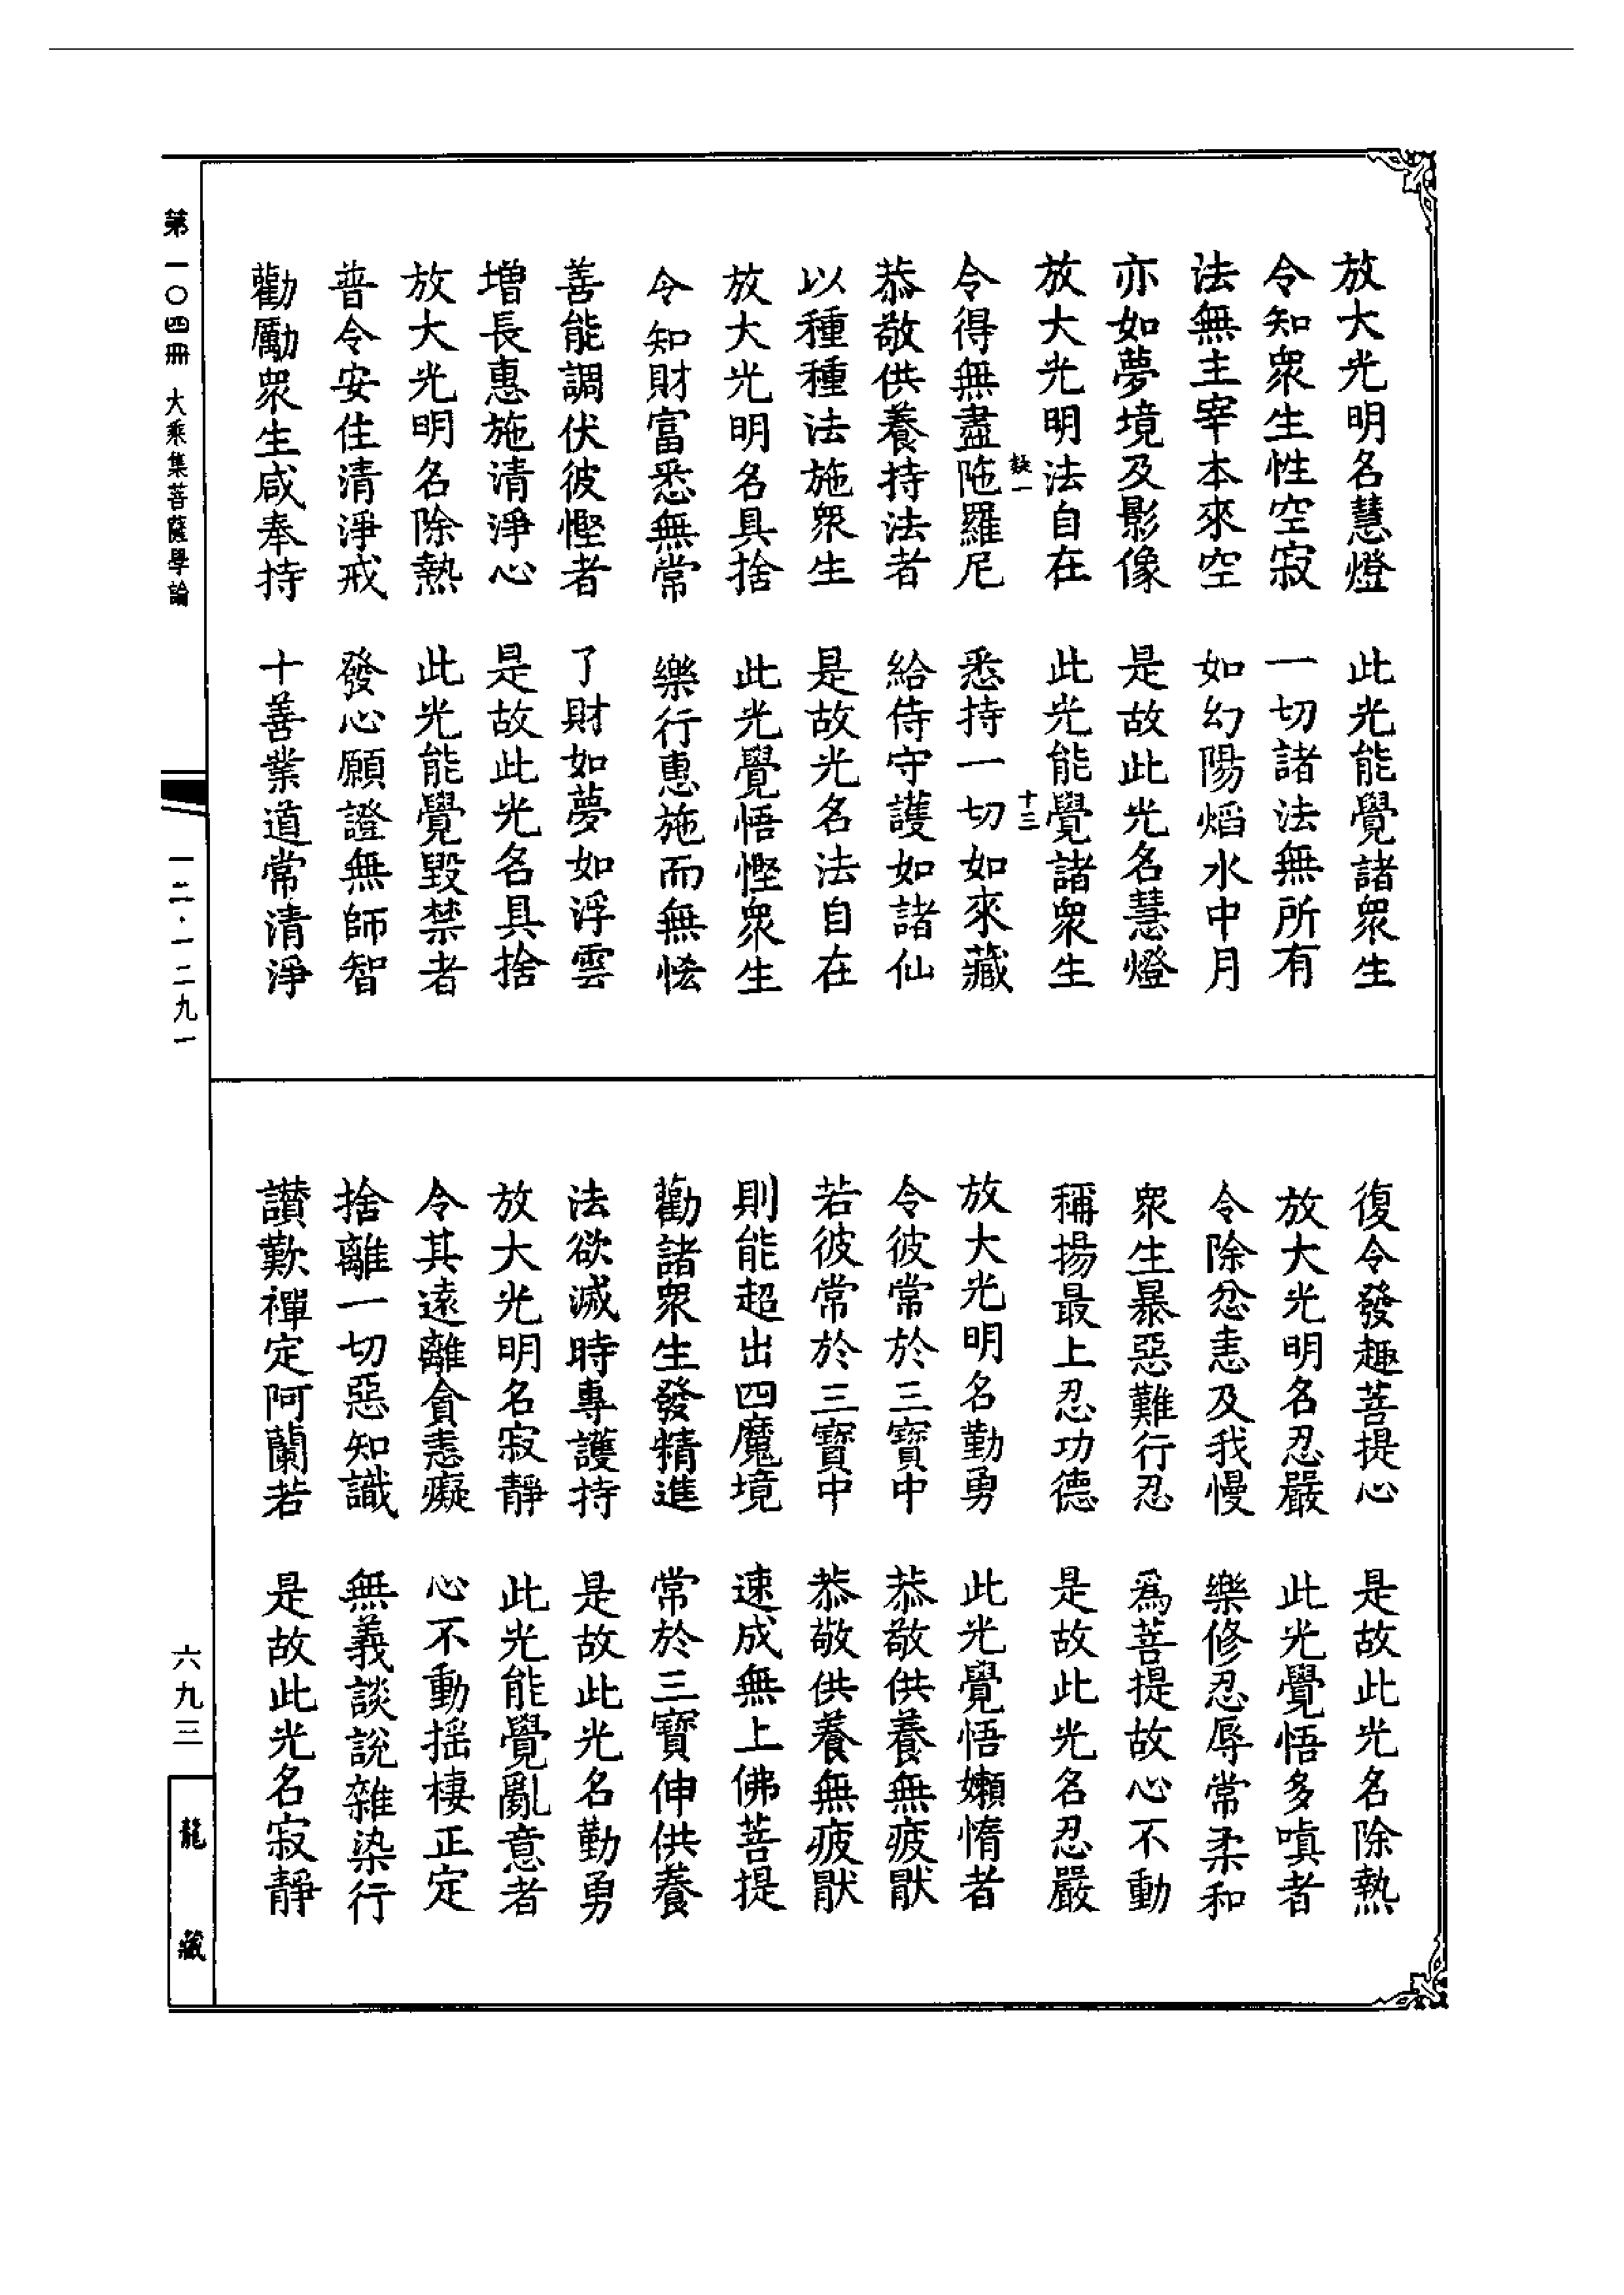 放大光明名慧燈　此光能覺諸衆生
令知衆生性空寂　一切諸法無所有
法無主宰本來空　如幻陽熖水中月
亦如夢境及影像　是故此光名慧燈
放大光明法自在　此光能覺諸衆生
十三
令得無盡陁羅尼　悉持一切如來藏
恭敬供養持法者　給侍守護如諸仙
以種種法施衆生　是故光名法自在
放大光明名具捨　此光覺悟慳衆生
令知財富悉無常　樂行惠施而無悋
善能調伏彼慳者　了財如夢如浮雲
增長惠施清淨心　是故此光名具捨
放大光明名除熱　此光能覺毀禁者
普令安住清淨戒　發心願證無師智
勸勵衆生咸奉持　十善業道常清淨
復令發趣菩提心　是故此光名除熱
放大光明名忍嚴　此光覺悟多嗔者
令除忿恚及我慢　樂修忍辱常柔和
衆生暴惡難行忍　爲菩提故心不動
稱揚最上忍功德　是故此光名忍嚴
放大光明名勤勇　此光覺悟嬾惰者
令彼常於三寶中　恭敬供養無疲猒
若彼常於三寶中　恭敬供養無疲猒
則能超出四魔境　速成無上佛菩提
勸諸衆生發精進　常於三寶伸供養
法欲滅時專護持　是故此光名勤勇
放大光明名寂靜　此光能覺亂意者
令其遠離貪恚癡　心不動搖棲正定
捨離一切惡知識　無義談說雜染行
讃歎禪定阿蘭若　是故此光名寂靜
第一〇四冊　大乘集菩薩學論
一二·一二九一
六九三
龍藏